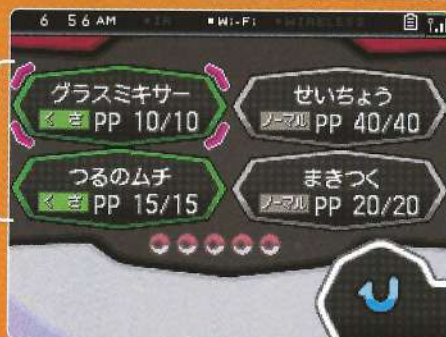 6 56 AM IR Wi-Fi WIRELESS
グラスミキサー
くさ PP 10/10
せいちょう
ノーマル PP 40/40
つるのムチ
くさ PP 15/15
まきつく
ノーマル PP 20/20